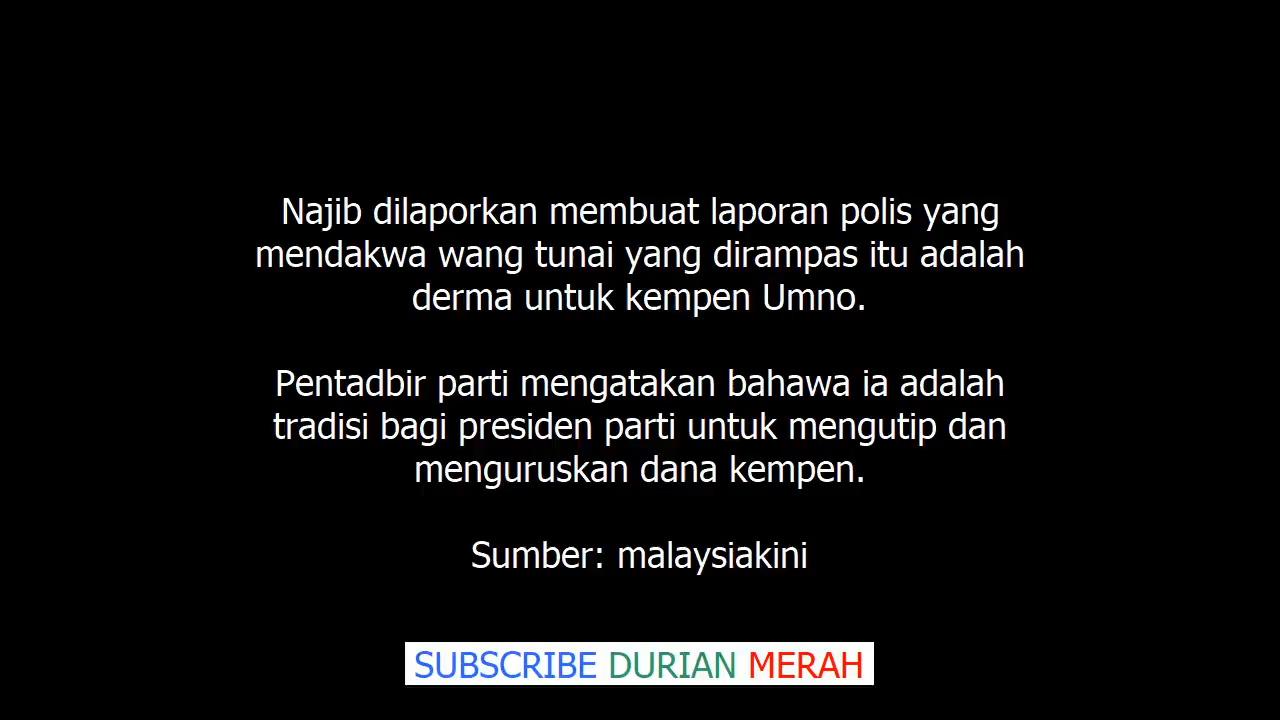 Najib dilaporkan membuat laporan polis yang
mendakwa wang tunai yang dirampas itu adalah
derma untuk kempen Umno.
Pentadbir parti mengatakan bahawa ia adalah
tradisi bagi presiden parti untuk mengutip dan
menguruskan dana kempen.
Sumber: malaysiakini
SUBSCRIBE DURIAN MERAH